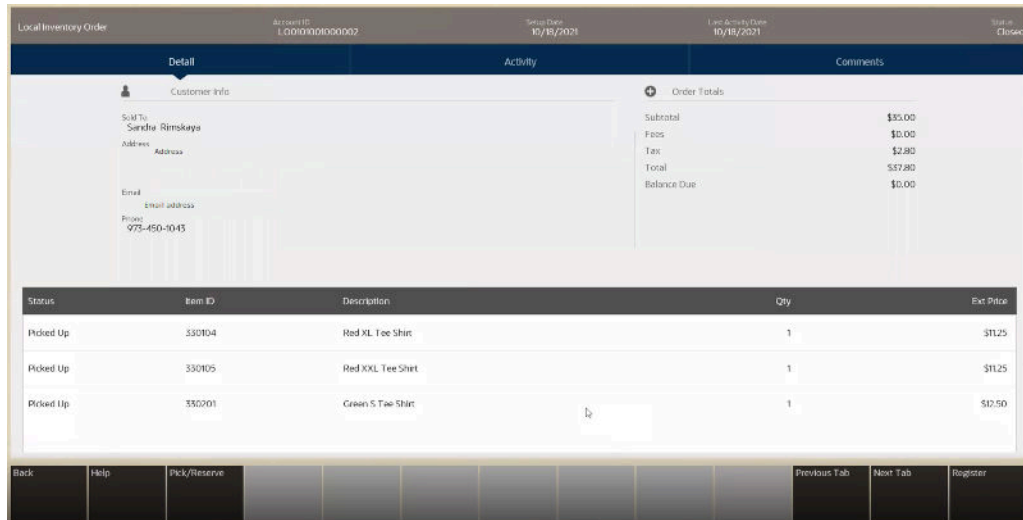 Local Inventory Order
Account ID
LO0101001000002
Setup Date
10/18/2021
Last Activity Date
10/18/2021
Status
Closed
Detail Activity Comments
Customer Info
Sold To
Sandra Rimskaya
Address
Address
Email
Email address
Phone
973-450-1043
Order Totals
Subtotal $35.00
Fees $0.00
Tax $2.80
Total $37.80
Balance Due $0.00
Status Item ID Description Qty Ext Price
Picked Up 330104 Red XL Tee Shirt 1 $11.25
Picked Up 330105 Red XXL Tee Shirt 1 $11.25
Picked Up 330201 Green S Tee Shirt 1 $12.50
Back Help Pick/Reserve Previous Tab Next Tab Register